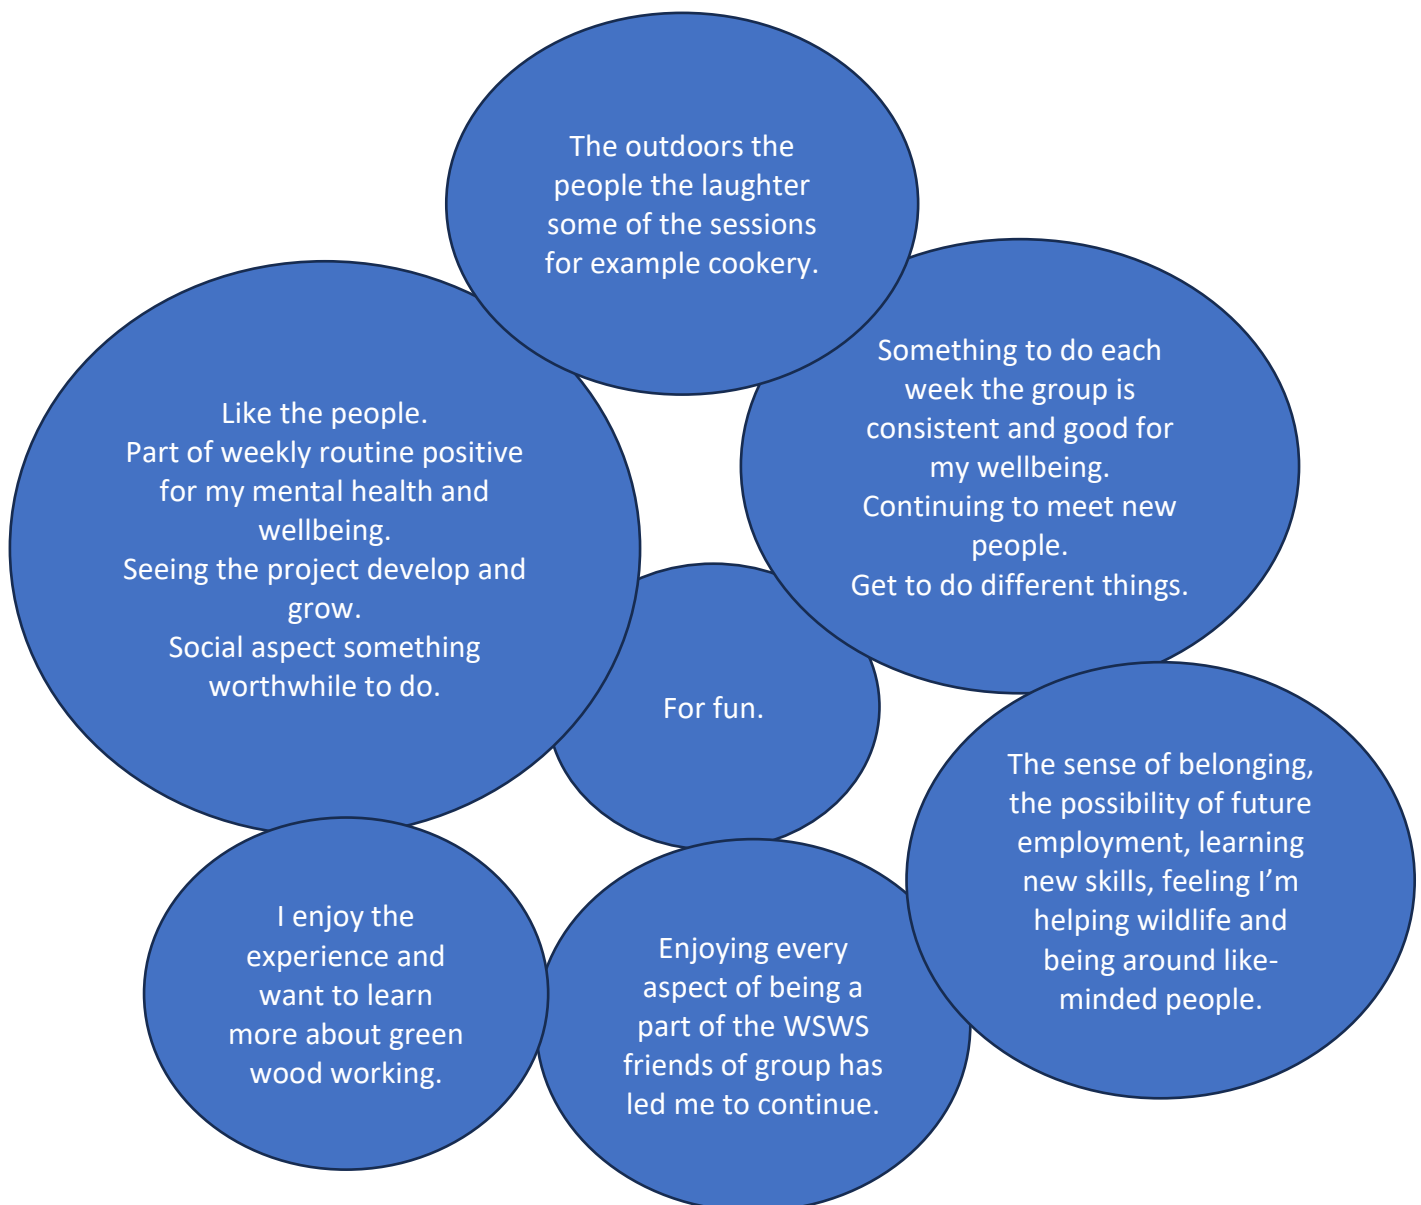 The outdoors the
people the laughter
some of the sessions
for example cookery.
Like the people.
Part of weekly routine positive
for my mental health and
wellbeing.
Seeing the project develop and
grow.
Social aspect something
worthwhile to do.
Something to do each
week the group is
consistent and good for
my wellbeing.
Continuing to meet new
people.
Get to do different things.
For fun.
The sense of belonging,
the possibility of future
employment, learning
new skills, feeling I’m
helping wildlife and
being around like-
minded people.
I enjoy the
experience and
want to learn
more about green
wood working.
Enjoying every
aspect of being a
part of the WSWS
friends of group has
led me to continue.